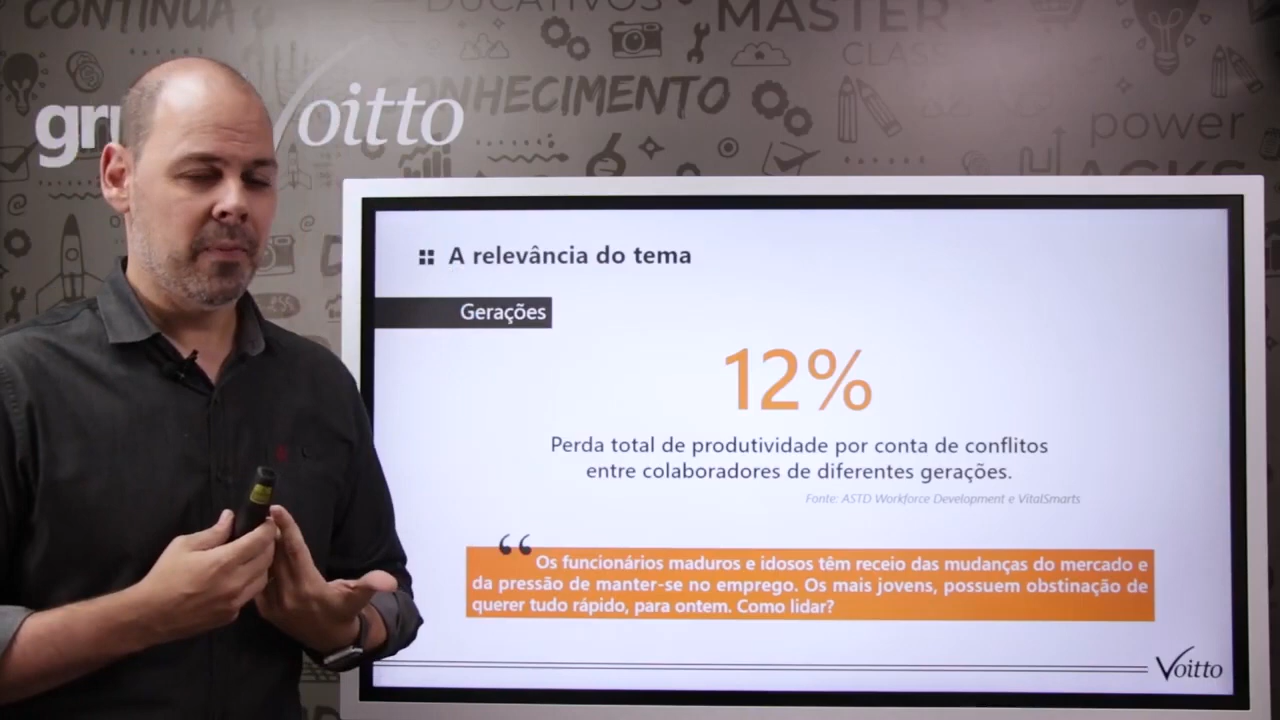 CONTINUA
EDUCATIVOS
MASTER
CLASS
CONHECIMENTO
Voitto
power
A relevância do tema
Gerações
12%
Perda total de produtividade por conta de conflitos
entre colaboradores de diferentes gerações.
Fonte: ASTD Workforce Development e VitalSmarts
“ Os funcionários maduros e idosos têm receio das mudanças do mercado e
da pressão de manter-se no emprego. Os mais jovens, possuem obstinação de
querer tudo rápido, para ontem. Como lidar?
Voitto